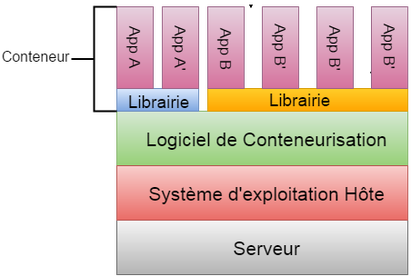 Conteneur
App A
App A'
App B
App B'
App B'
App B'
Librairie
Librairie
Logiciel de Conteneurisation
Système d'exploitation Hôte
Serveur